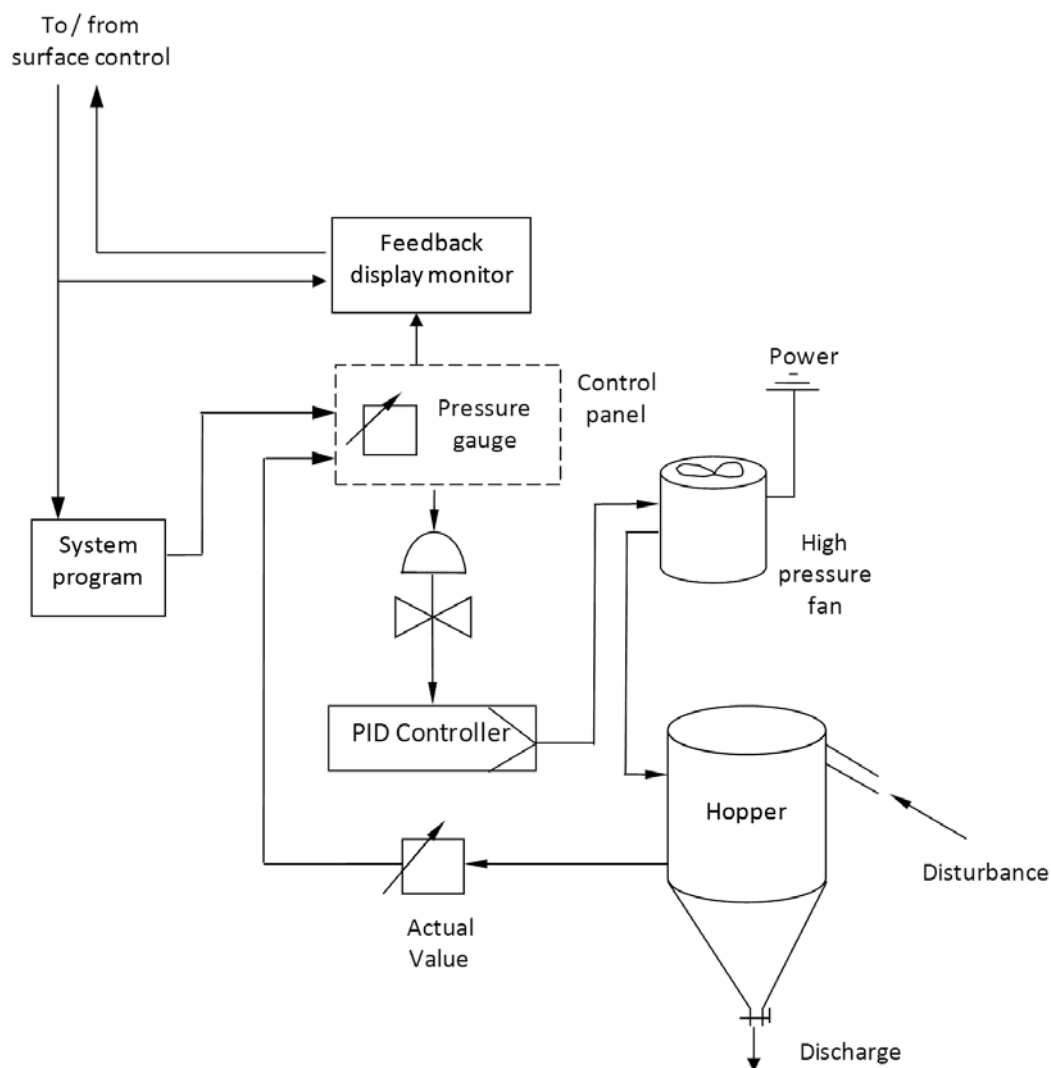 To / from
surface control
Feedback
display monitor
Power
Control
panel
Pressure
gauge
System
program
High
pressure
fan
PID Controller
Hopper
Disturbance
Actual
Value
Discharge